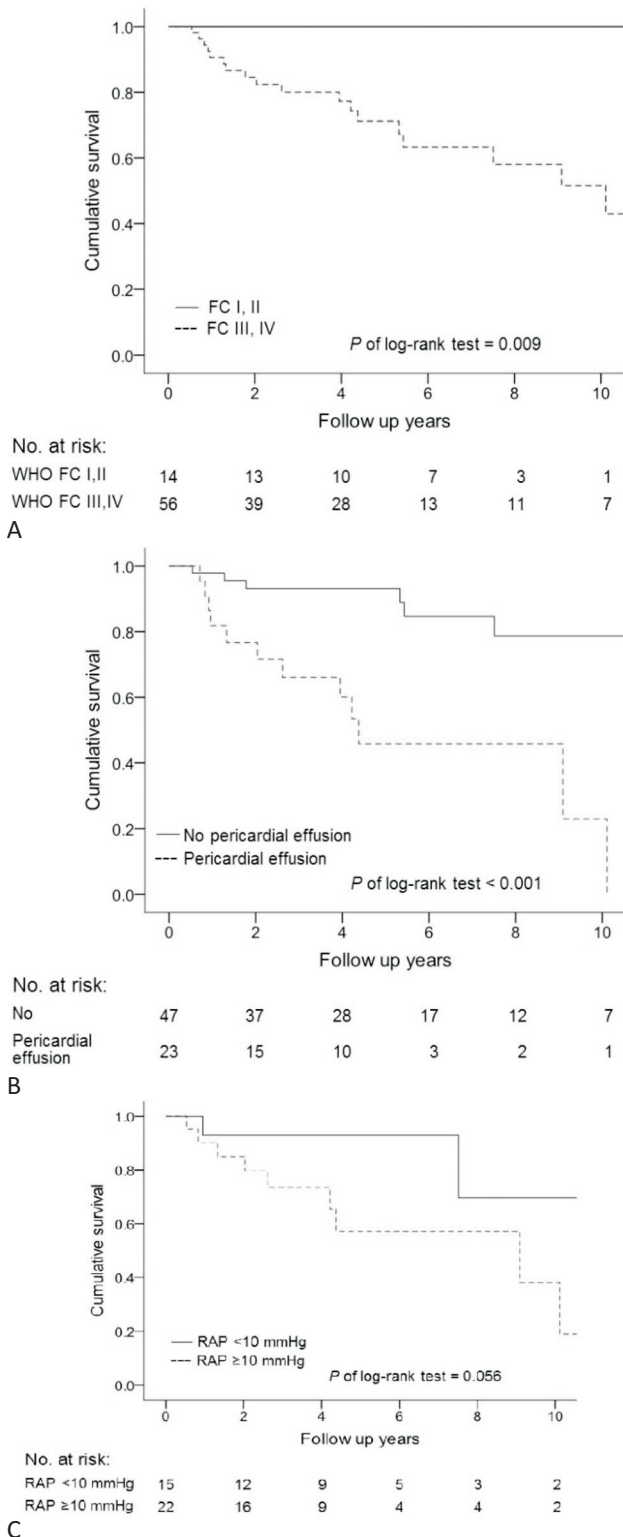 1.0
0.8
0.6
0.4
0.2
0.0
Cumulative survival
FC I, II
FC III, IV
P of log-rank test = 0.009
0 2 4 6 8 10
Follow up years
No. at risk:
WHO FC I,II 14 13 10 7 3 1
WHO FC III,IV 56 39 28 13 11 7
A
1.0
0.8
0.6
0.4
0.2
0.0
Cumulative survival
No pericardial effusion
Pericardial effusion
P of log-rank test < 0.001
0 2 4 6 8 10
Follow up years
No. at risk:
No 47 37 28 17 12 7
Pericardial
effusion 23 15 10 3 2 1
B
1.0
0.8
0.6
0.4
0.2
0.0
Cumulative survival
RAP <10 mmHg
RAP ≥10 mmHg
P of log-rank test = 0.056
0 2 4 6 8 10
Follow up years
No. at risk:
RAP <10 mmHg 15 12 9 5 3 2
RAP ≥10 mmHg 22 16 9 4 4 2
C